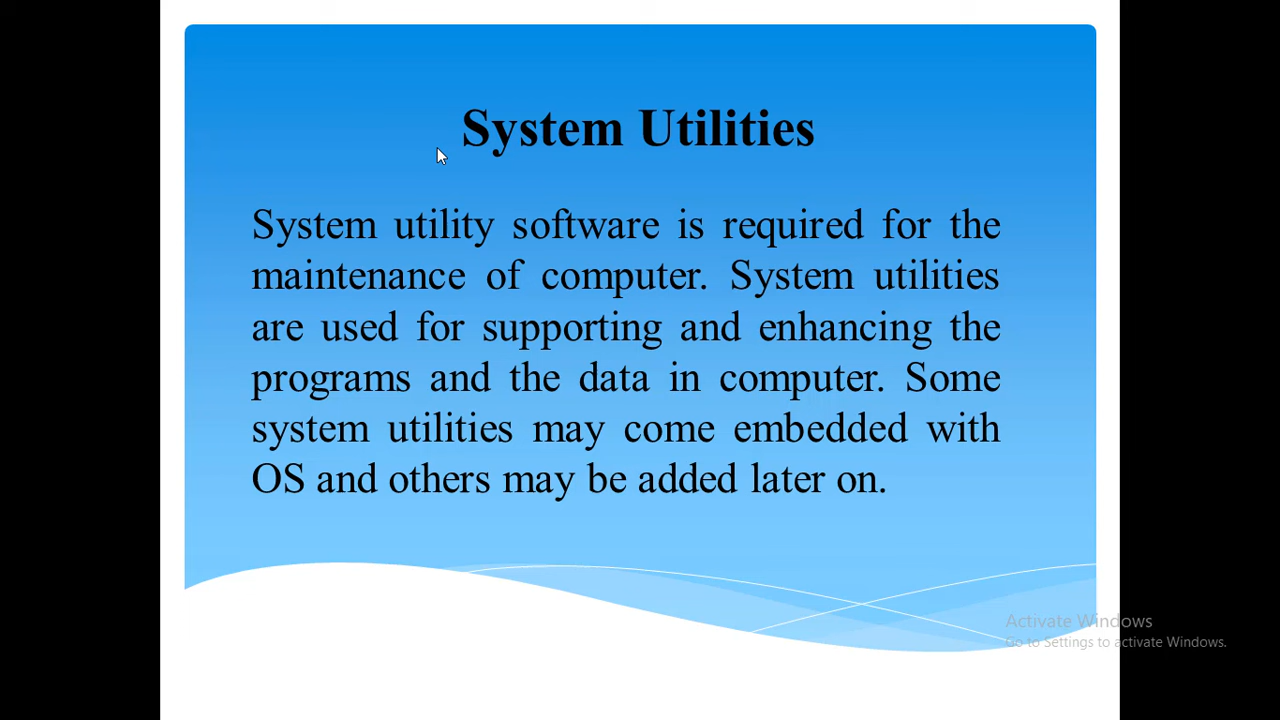 System Utilities
System utility software is required for the
maintenance of computer. System utilities
are used for supporting and enhancing the
programs and the data in computer. Some
system utilities may come embedded with
OS and others may be added later on.
Activate Windows
Go to Settings to activate Windows.